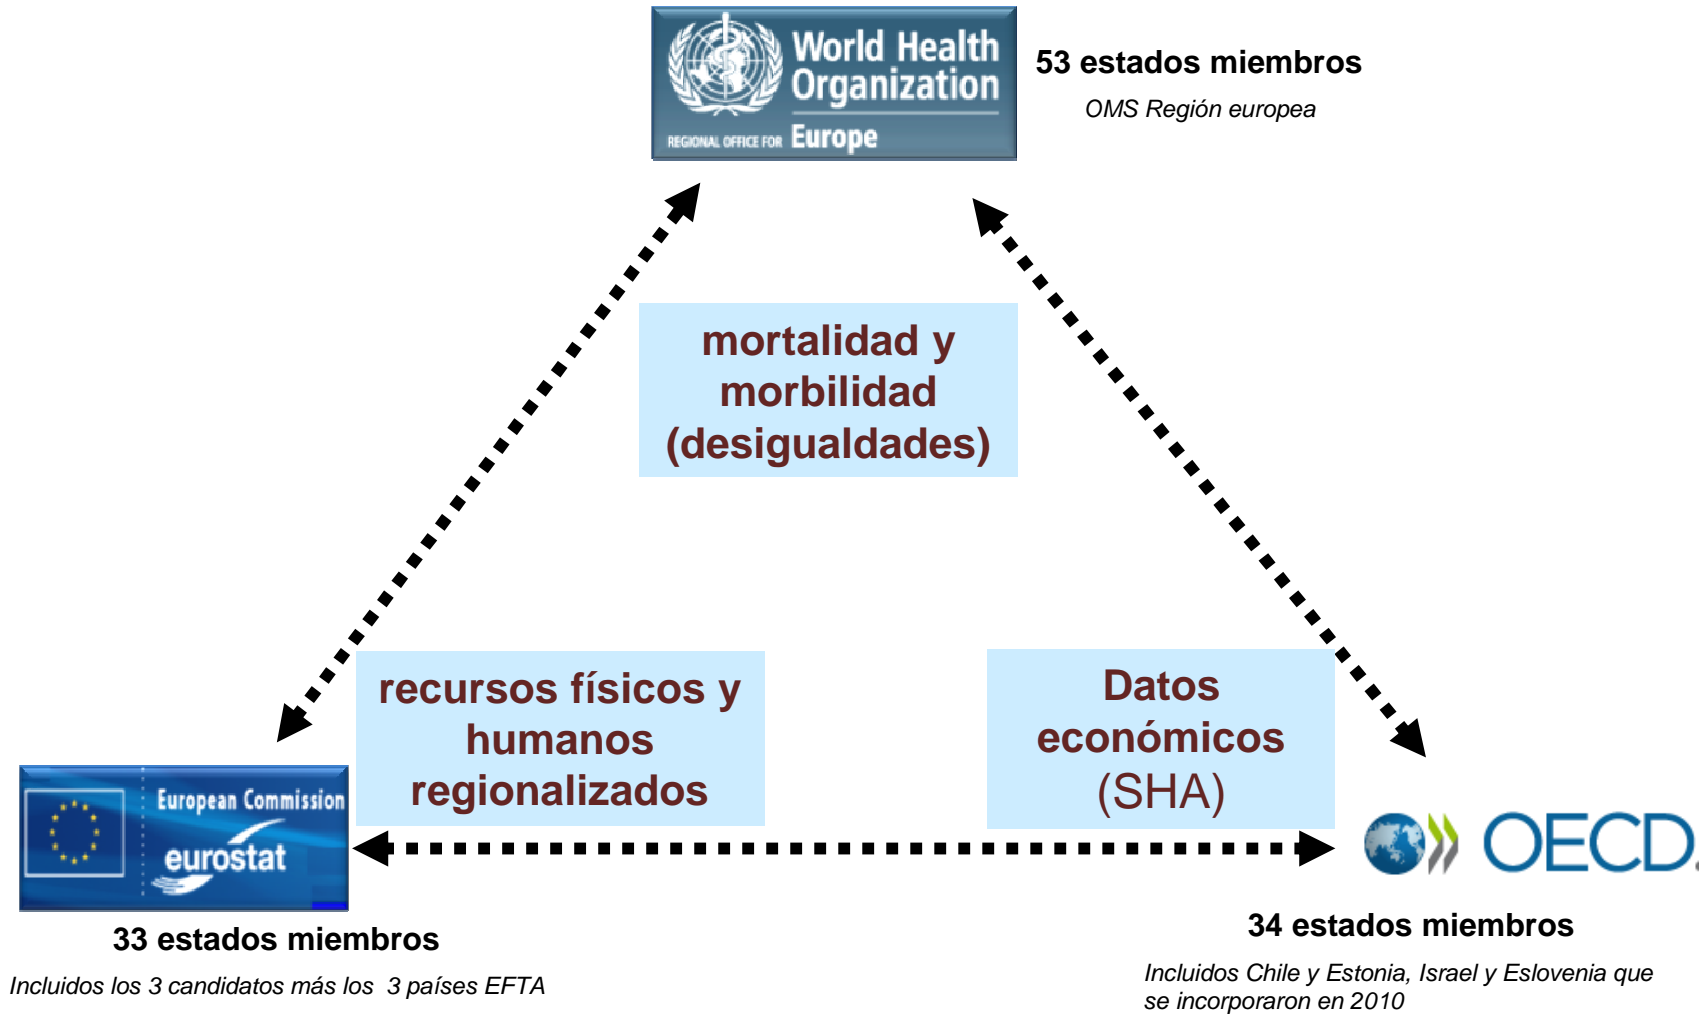 World Health
Organization
REGIONAL OFFICE FOR Europe
53 estados miembros
OMS Región europea
mortalidad y
morbilidad
(desigualdades)
recursos físicos y
humanos
regionalizados
Datos
económicos
(SHA)
European Commission
eurostat
OECD
33 estados miembros
Incluidos los 3 candidatos más los 3 países EFTA
34 estados miembros
Incluidos Chile y Estonia, Israel y Eslovenia que
se incorporaron en 2010